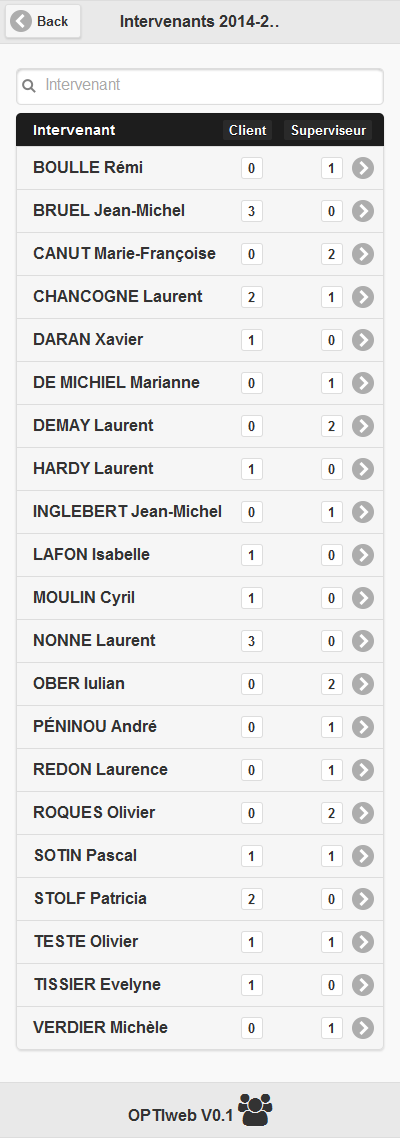 Back Intervenants 2014-2..
Intervenant
Intervenant Client Superviseur
BOULLE Rémi 0 1
BRUEL Jean-Michel 3 0
CANUT Marie-Françoise 0 2
CHANCOGNE Laurent 2 1
DARAN Xavier 1 0
DE MICHIEL Marianne 0 1
DEMAY Laurent 0 2
HARDY Laurent 1 0
INGLEBERT Jean-Michel 0 1
LAFON Isabelle 1 0
MOULIN Cyril 1 0
NONNE Laurent 3 0
OBER Iulian 0 2
PÉNINOU André 0 1
REDON Laurence 0 1
ROQUES Olivier 0 2
SOTIN Pascal 1 1
STOLF Patricia 2 0
TESTE Olivier 1 1
TISSIER Evelyne 1 0
VERDIER Michèle 0 1
OPTIweb V0.1